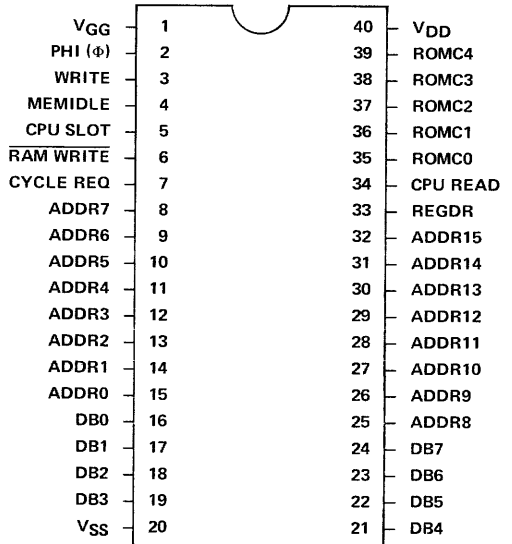 VGG 1 40 VDD
PHI (Φ) 2 39 ROMC4
WRITE 3 38 ROMC3
MEMIDLE 4 37 ROMC2
CPU SLOT 5 36 ROMC1
RAM WRITE 6 35 ROMC0
CYCLE REQ 7 34 CPU READ
ADDR7 8 33 REGDR
ADDR6 9 32 ADDR15
ADDR5 10 31 ADDR14
ADDR4 11 30 ADDR13
ADDR3 12 29 ADDR12
ADDR2 13 28 ADDR11
ADDR1 14 27 ADDR10
ADDR0 15 26 ADDR9
DB0 16 25 ADDR8
DB1 17 24 DB7
DB2 18 23 DB6
DB3 19 22 DB5
VSS 20 21 DB4